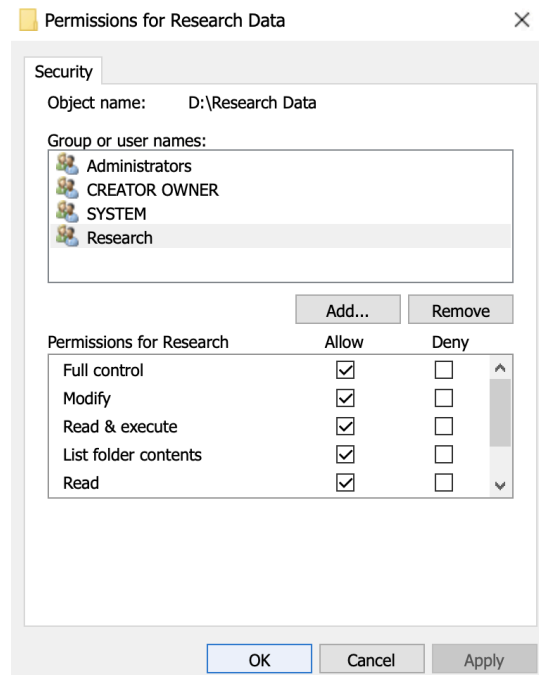 Permissions for Research Data
Security
Object name: D:\Research Data
Group or user names:
Administrators
CREATOR OWNER
SYSTEM
Research
Add... Remove
Permissions for Research Allow Deny
Full control
Modify
Read & execute
List folder contents
Read
OK Cancel Apply